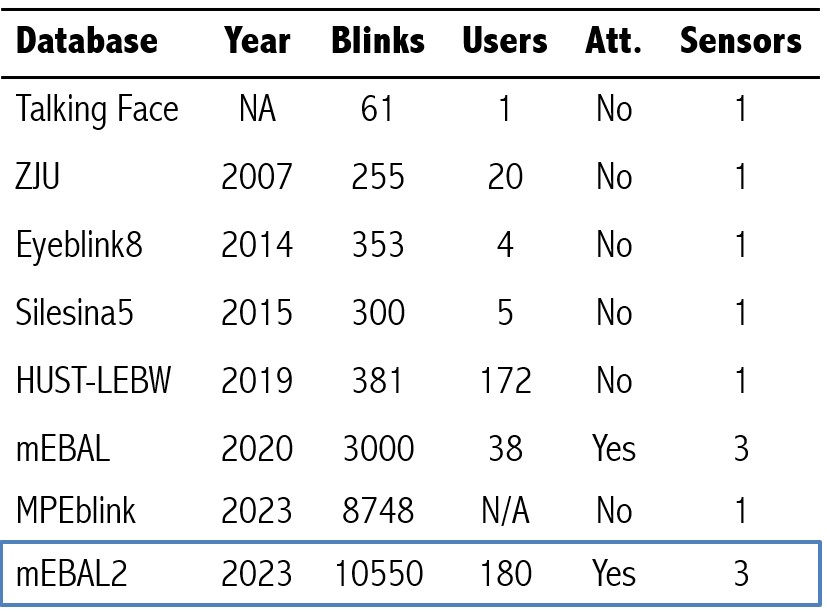 Database Year Blinks Users Att. Sensors
Talking Face NA 61 1 No 1
ZJU 2007 255 20 No 1
Eyeblink8 2014 353 4 No 1
Silesina5 2015 300 5 No 1
HUST-LEBW 2019 381 172 No 1
mEBAL 2020 3000 38 Yes 3
MPEblink 2023 8748 N/A No 1
mEBAL2 2023 10550 180 Yes 3